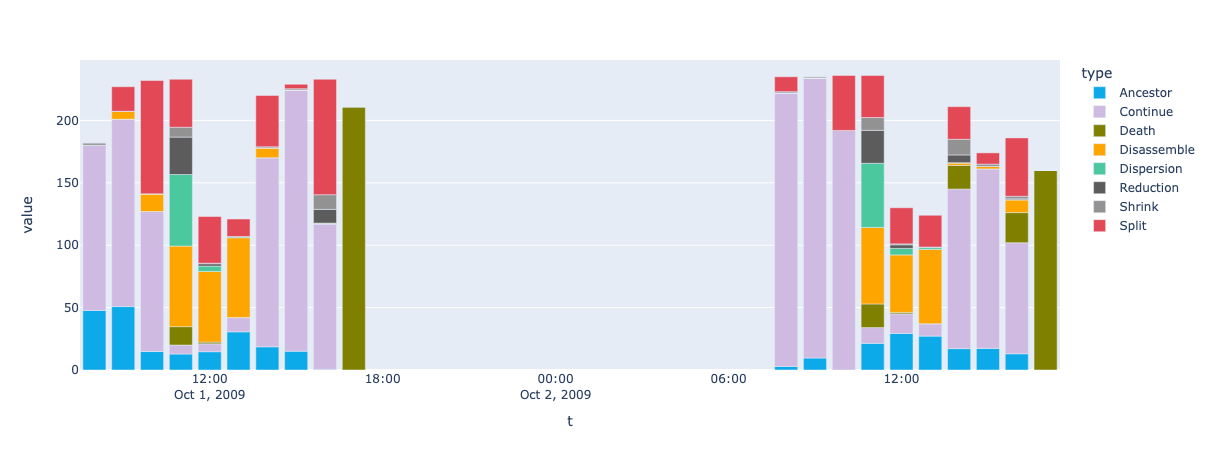 type
Ancestor
Continue
Death
Disassemble
Dispersion
Reduction
Shrink
Split
value
200
150
100
50
0
12:00 18:00 00:00 06:00 12:00
Oct 1, 2009 Oct 2, 2009
t